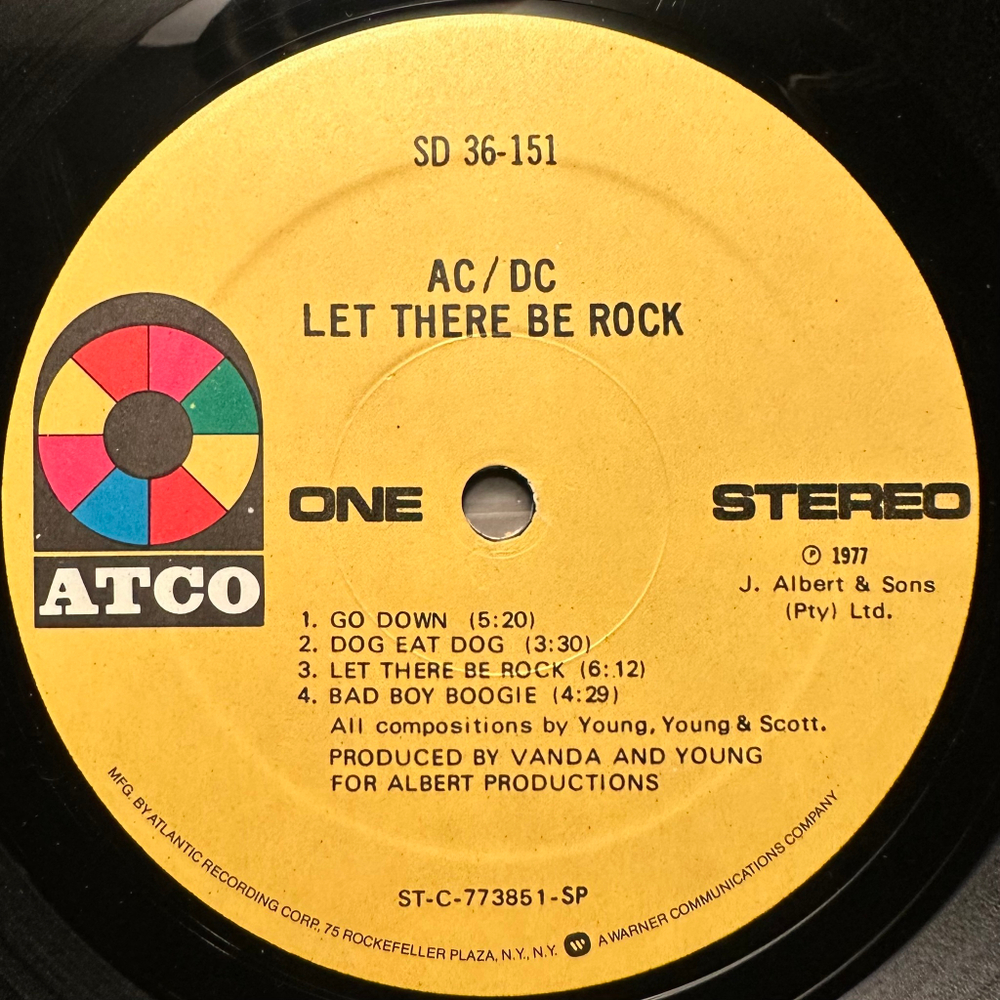 SD 36-151
AC/DC
LET THERE BE ROCK
ATCO
ONE
STEREO
Ⓟ 1977
J. Albert & Sons
(Pty) Ltd.
1. GO DOWN (5:20)
2. DOG EAT DOG (3:30)
3. LET THERE BE ROCK (6:12)
4. BAD BOY BOOGIE (4:29)
All compositions by Young, Young & Scott.
PRODUCED BY VANDA AND YOUNG
FOR ALBERT PRODUCTIONS
ST-C-773851-SP
MFG. BY ATLANTIC RECORDING CORP., 75 ROCKEFELLER PLAZA, N.Y., N.Y. W A WARNER COMMUNICATIONS COMPANY